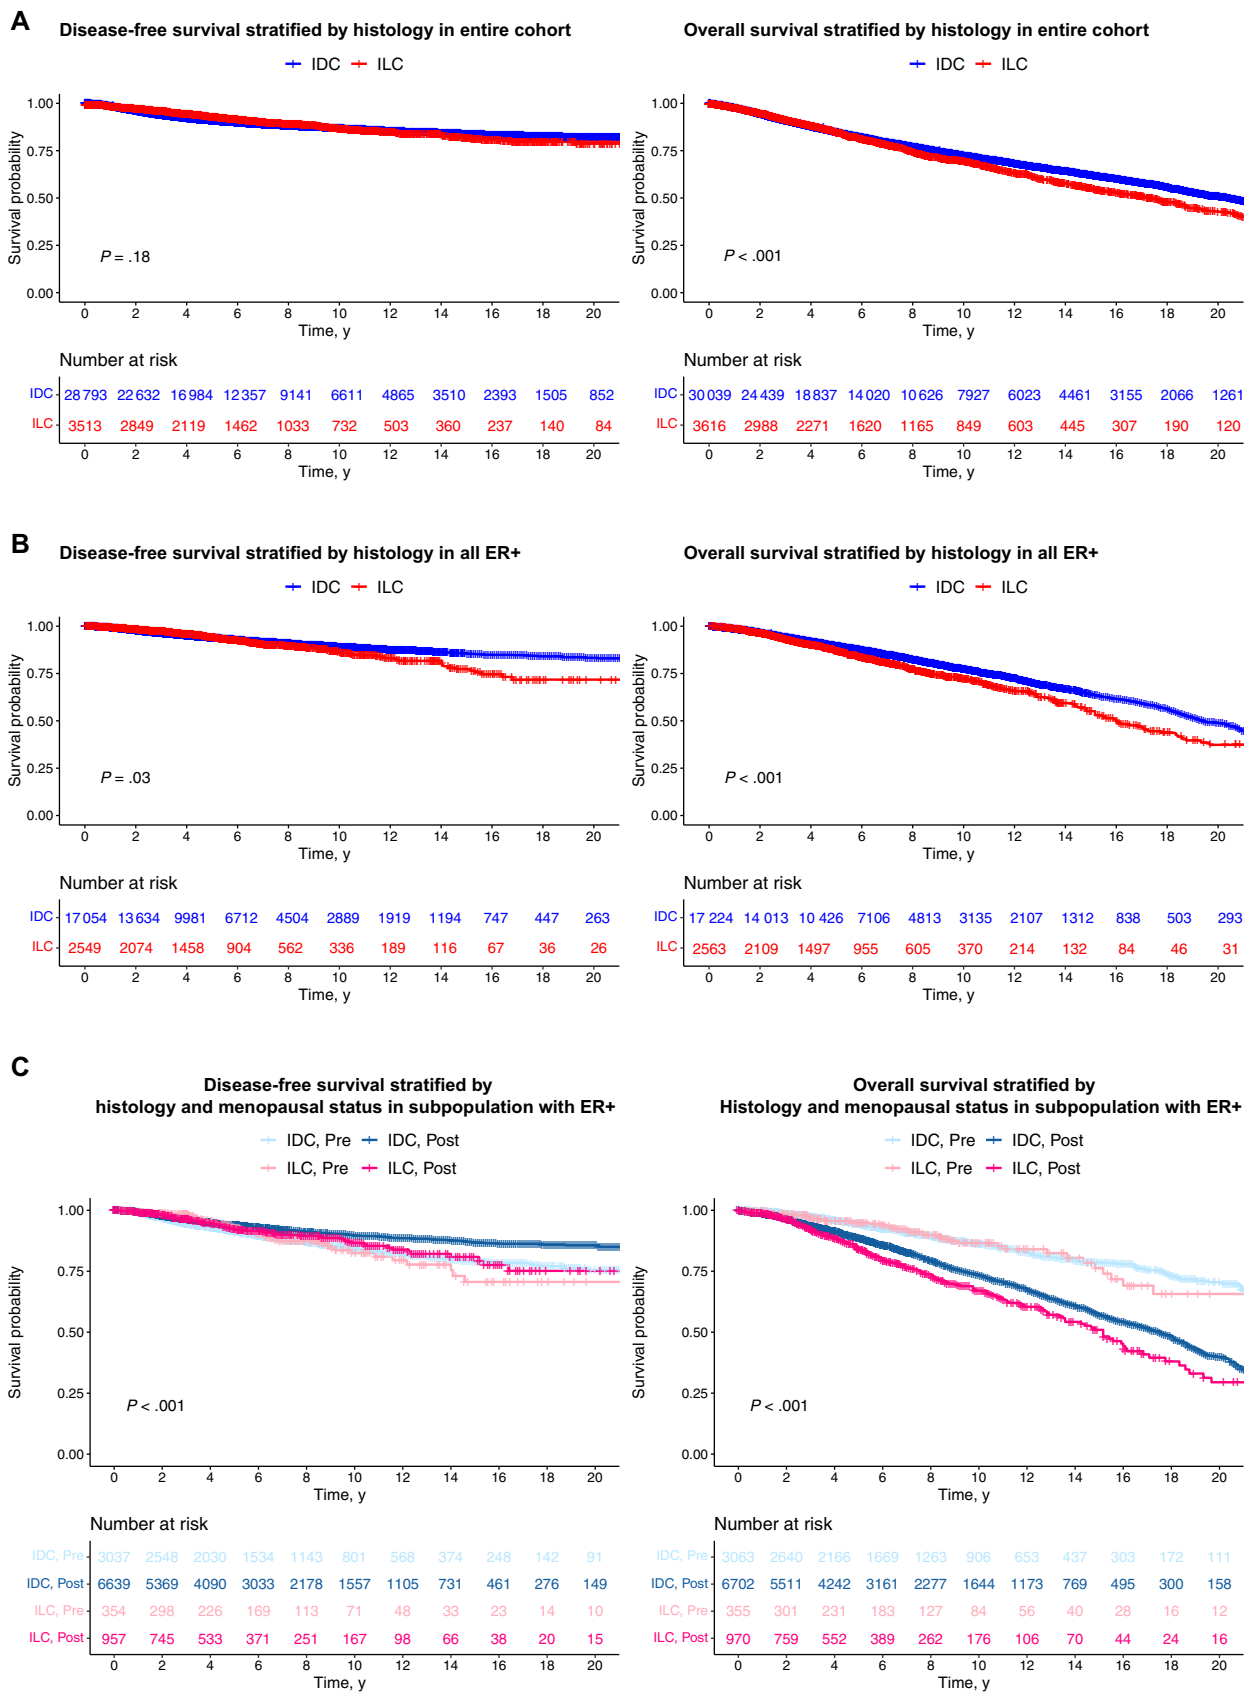 A
Disease-free survival stratified by histology in entire cohort
IDC ILC
Survival probability
1.00
0.75
0.50
0.25
0.00
P = .18
0 2 4 6 8 10 12 14 16 18 20
Time, y
Number at risk
IDC 28 793 22 632 16 984 12 357 9141 6611 4865 3510 2393 1505 852
ILC 3513 2849 2119 1462 1033 732 503 360 237 140 84
0 2 4 6 8 10 12 14 16 18 20
Time, y
Overall survival stratified by histology in entire cohort
IDC ILC
Survival probability
1.00
0.75
0.50
0.25
0.00
P < .001
0 2 4 6 8 10 12 14 16 18 20
Time, y
Number at risk
IDC 30 039 24 439 18 837 14 020 10 626 7927 6023 4461 3155 2066 1261
ILC 3616 2988 2271 1620 1165 849 603 445 307 190 120
0 2 4 6 8 10 12 14 16 18 20
Time, y
B
Disease-free survival stratified by histology in all ER+
IDC ILC
Survival probability
1.00
0.75
0.50
0.25
0.00
P = .03
0 2 4 6 8 10 12 14 16 18 20
Time, y
Number at risk
IDC 17 054 13 634 9981 6712 4504 2889 1919 1194 747 447 263
ILC 2549 2074 1458 904 562 336 189 116 67 36 26
0 2 4 6 8 10 12 14 16 18 20
Time, y
Overall survival stratified by histology in all ER+
IDC ILC
Survival probability
1.00
0.75
0.50
0.25
0.00
P < .001
0 2 4 6 8 10 12 14 16 18 20
Time, y
Number at risk
IDC 17 224 14 013 10 426 7106 4813 3135 2107 1312 838 503 293
ILC 2563 2109 1497 955 605 370 214 132 84 46 31
0 2 4 6 8 10 12 14 16 18 20
Time, y
C
Disease-free survival stratified by
histology and menopausal status in subpopulation with ER+
IDC, Pre IDC, Post
ILC, Pre ILC, Post
Survival probability
1.00
0.75
0.50
0.25
0.00
P < .001
0 2 4 6 8 10 12 14 16 18 20
Time, y
Number at risk
IDC, Pre 3037 2548 2030 1534 1143 801 568 374 248 142 91
IDC, Post 6639 5369 4090 3033 2178 1557 1105 731 461 276 149
ILC, Pre 354 298 226 169 113 71 48 33 23 14 10
ILC, Post 957 745 533 371 251 167 98 66 38 20 15
0 2 4 6 8 10 12 14 16 18 20
Time, y
Overall survival stratified by
Histology and menopausal status in subpopulation with ER+
IDC, Pre IDC, Post
ILC, Pre ILC, Post
Survival probability
1.00
0.75
0.50
0.25
0.00
P < .001
0 2 4 6 8 10 12 14 16 18 20
Time, y
Number at risk
IDC, Pre 3063 2640 2166 1669 1263 906 653 437 303 172 111
IDC, Post 6702 5511 4242 3161 2277 1644 1173 769 495 300 158
ILC, Pre 355 301 231 183 127 84 56 40 28 16 12
ILC, Post 970 759 552 389 262 176 106 70 44 24 16
0 2 4 6 8 10 12 14 16 18 20
Time, y